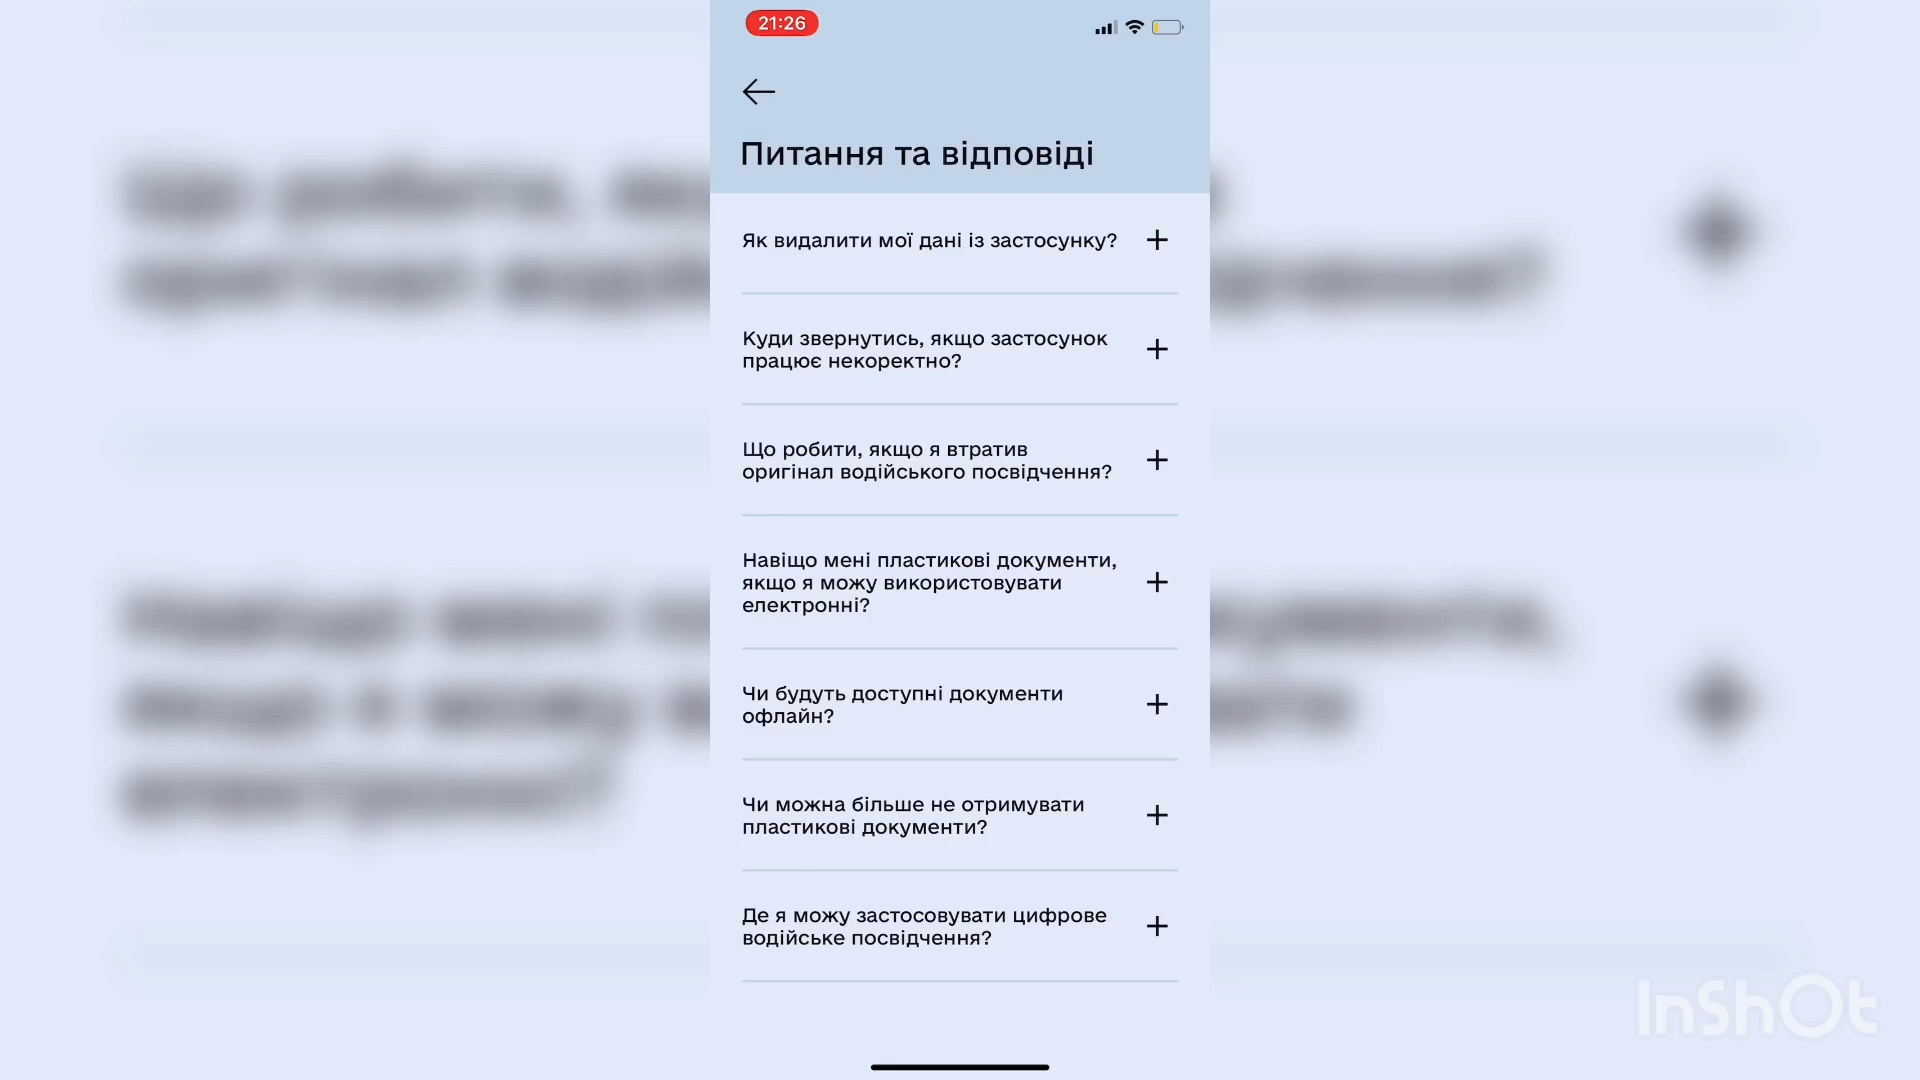 21:26
Питання та відповіді
Як видалити мої дані із застосунку?
Куди звернутись, якщо застосунок
працює некоректно?
Що робити, якщо я втратив
оригінал водійського посвідчення?
Навіщо мені пластикові документи,
якщо я можу використовувати
електронні?
Чи будуть доступні документи
офлайн?
Чи можна більше не отримувати
пластикові документи?
Де я можу застосовувати цифрове
водійське посвідчення?
InShOt